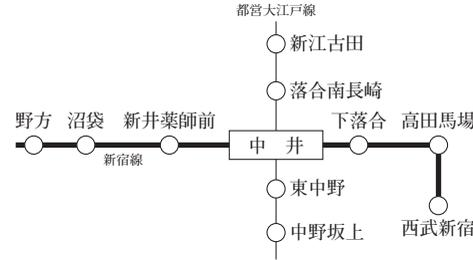 都営大江戸線
新江古田
落合南長崎
野方
沼袋
新井薬師前
中井
下落合
高田馬場
新宿線
東中野
中野坂上
西武新宿